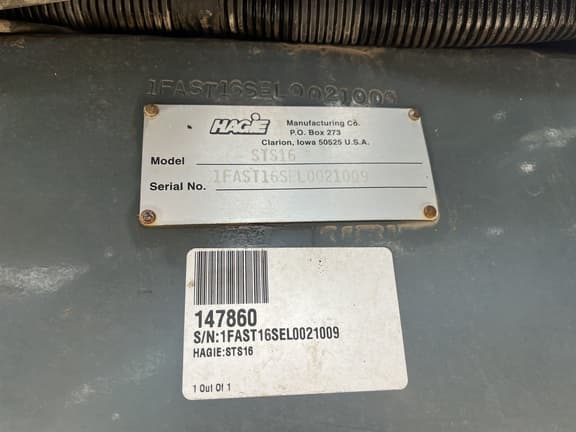 1FAST16SEL0021009
HAGIE
Manufacturing Co.
P.O. Box 273
Clarion, Iowa 50525 U.S.A.
Model STS16
Serial No. 1FAST16SEL0021009
147860
S/N:1FAST16SEL0021009
HAGIE:STS16
1 Out Of 1